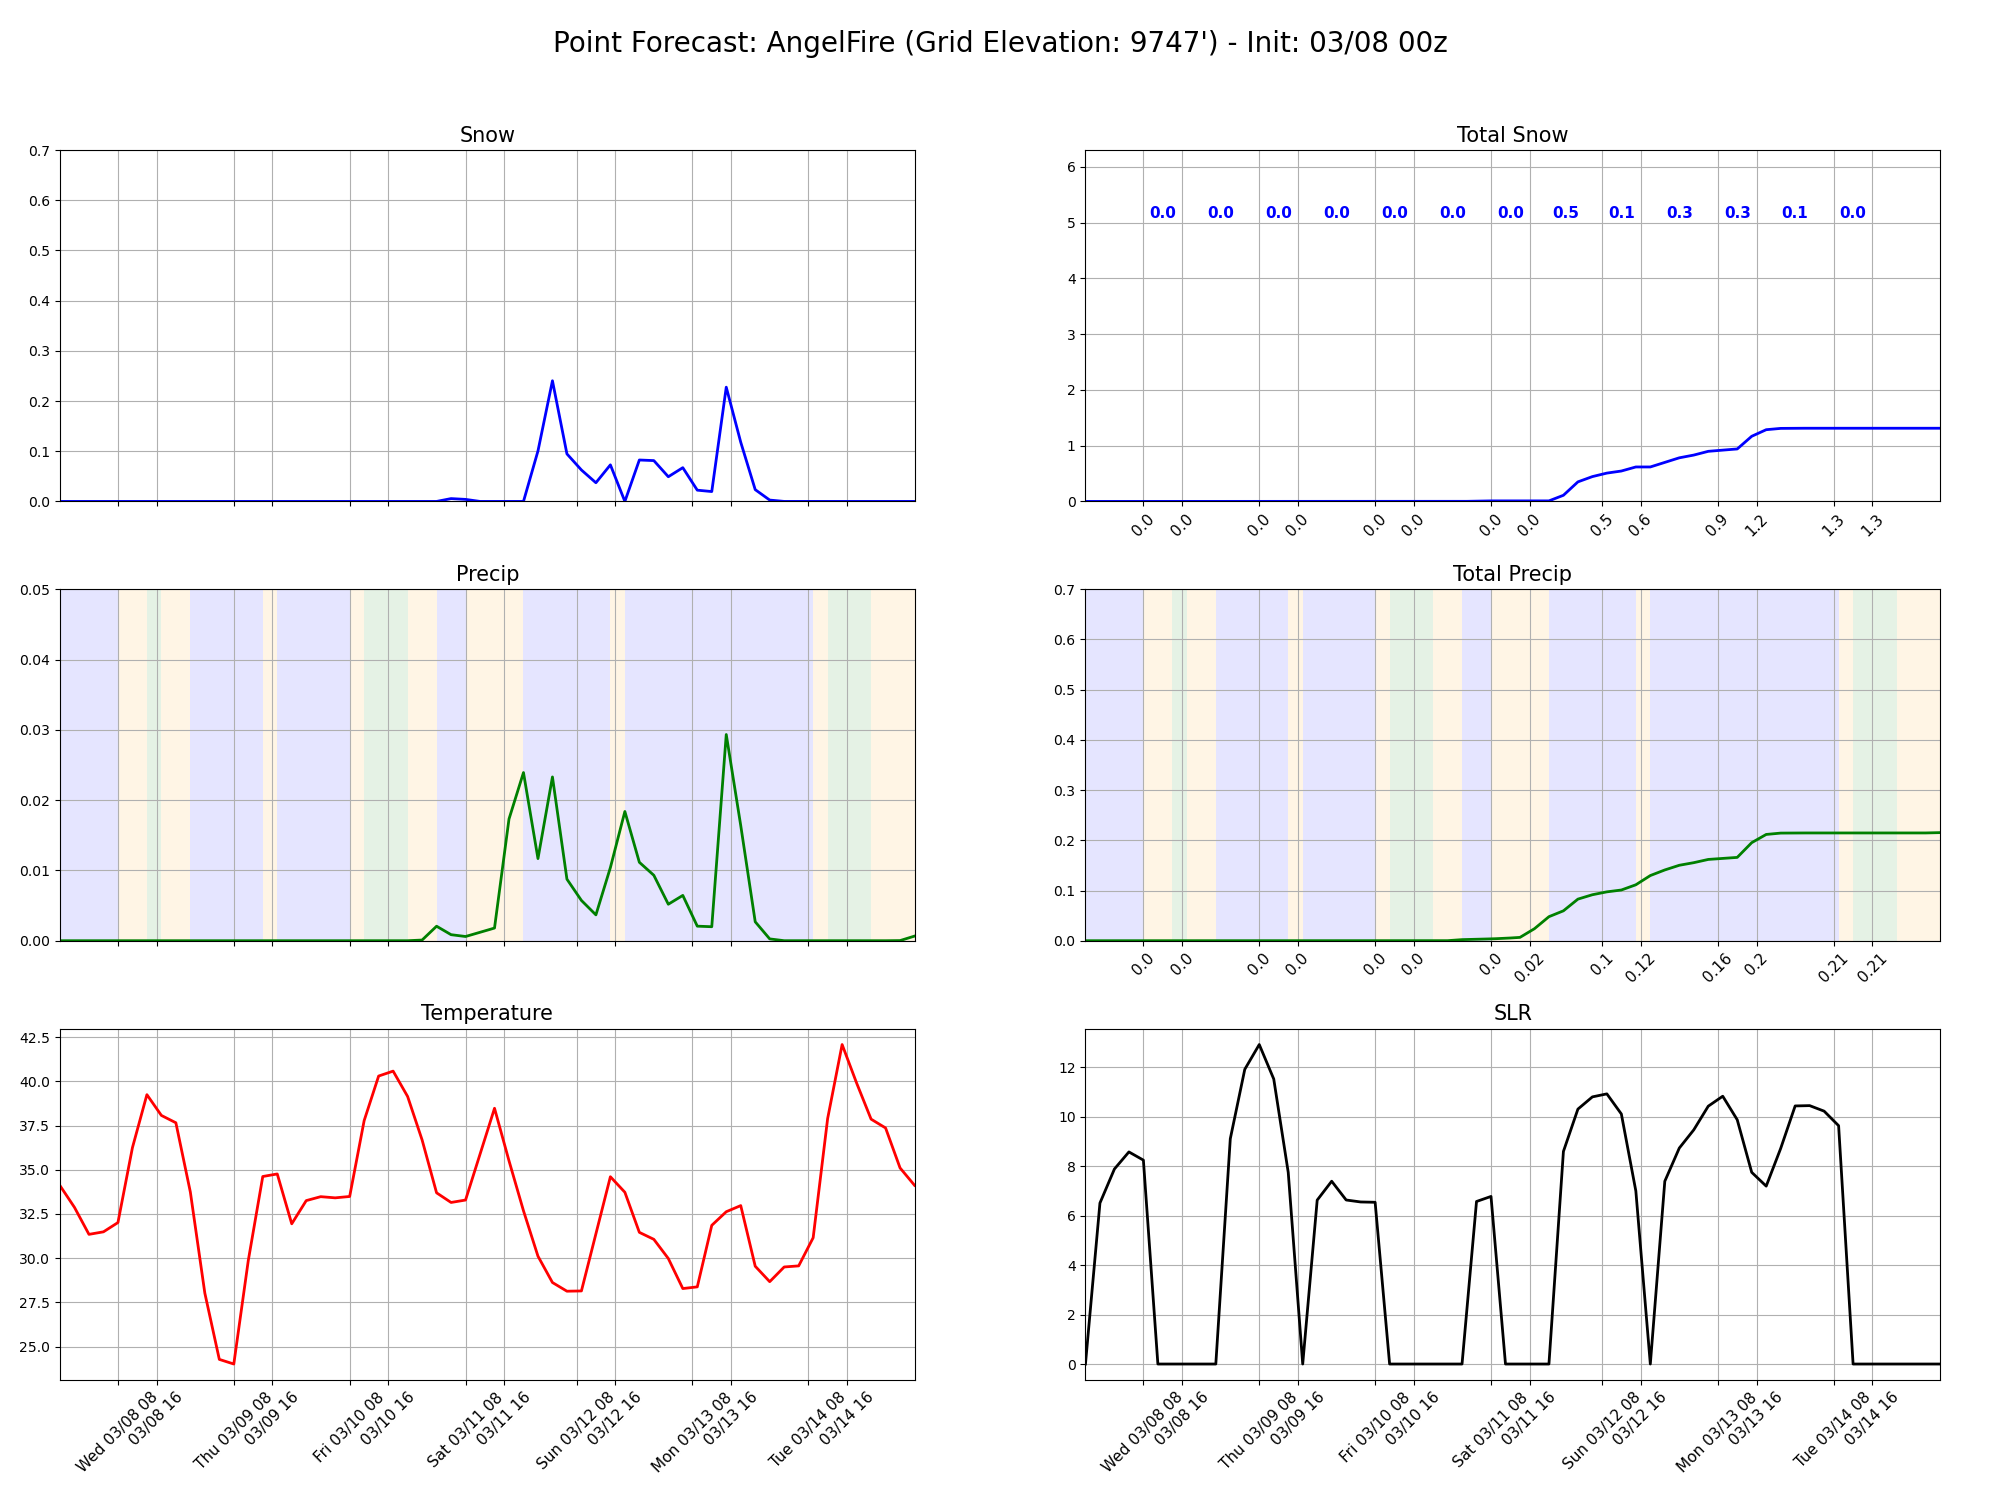 Point Forecast: AngelFire (Grid Elevation: 9747') - Init: 03/08 00z
Snow
0.7
0.6
0.5
0.4
0.3
0.2
0.1
0.0
Total Snow
6
5
4
3
2
1
0
0.0 0.0 0.0 0.0 0.0 0.0 0.0 0.5 0.1 0.3 0.3 0.1 0.0
0.0 0.0 0.0 0.0 0.0 0.0 0.0 0.0 0.5 0.6 0.9 1.2 1.3 1.3
Precip
0.05
0.04
0.03
0.02
0.01
0.00
Total Precip
0.7
0.6
0.5
0.4
0.3
0.2
0.1
0.0
0.0 0.0 0.0 0.0 0.0 0.0 0.0 0.02 0.1 0.12 0.16 0.2 0.21 0.21
Temperature
42.5
40.0
37.5
35.0
32.5
30.0
27.5
25.0
Wed 03/08 08
03/08 16
Thu 03/09 08
03/09 16
Fri 03/10 08
03/10 16
Sat 03/11 08
03/11 16
Sun 03/12 08
03/12 16
Mon 03/13 08
03/13 16
Tue 03/14 08
03/14 16
SLR
12
10
8
6
4
2
0
Wed 03/08 08
03/08 16
Thu 03/09 08
03/09 16
Fri 03/10 08
03/10 16
Sat 03/11 08
03/11 16
Sun 03/12 08
03/12 16
Mon 03/13 08
03/13 16
Tue 03/14 08
03/14 16